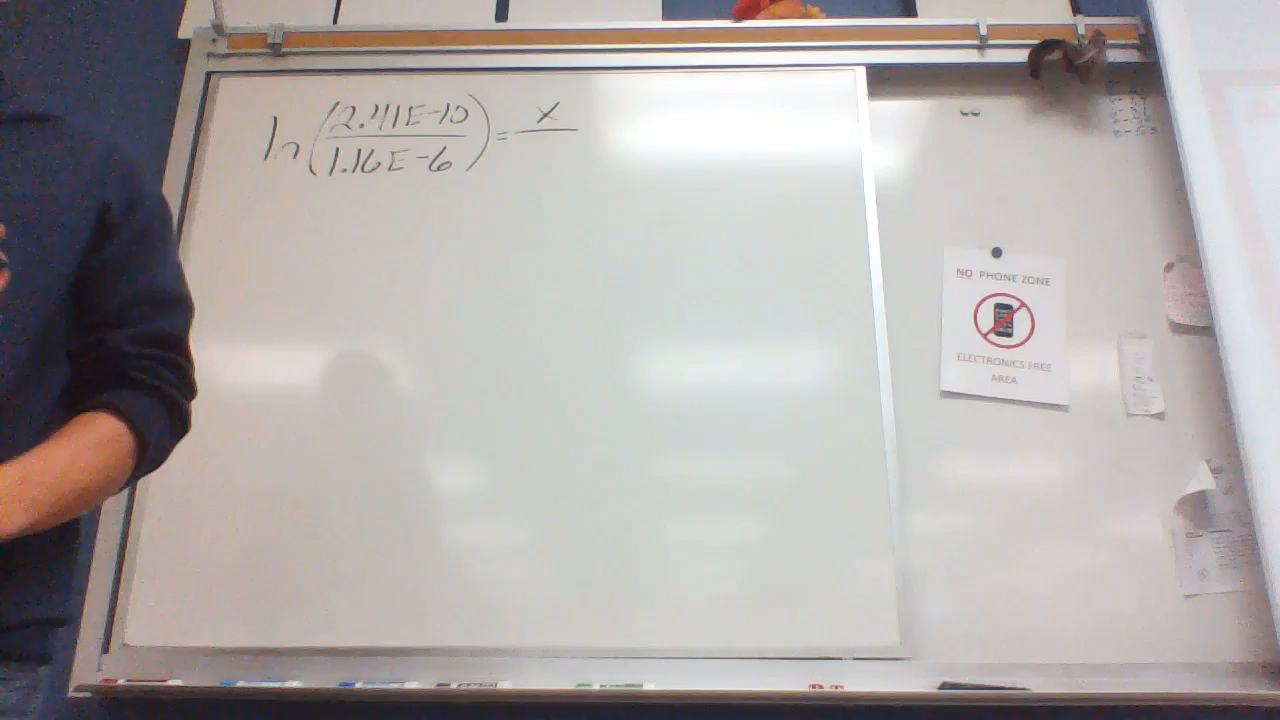 ln(2.41E-10/1.16E-6) = x/
NO PHONE ZONE
ELECTRONICS FREE
AREA